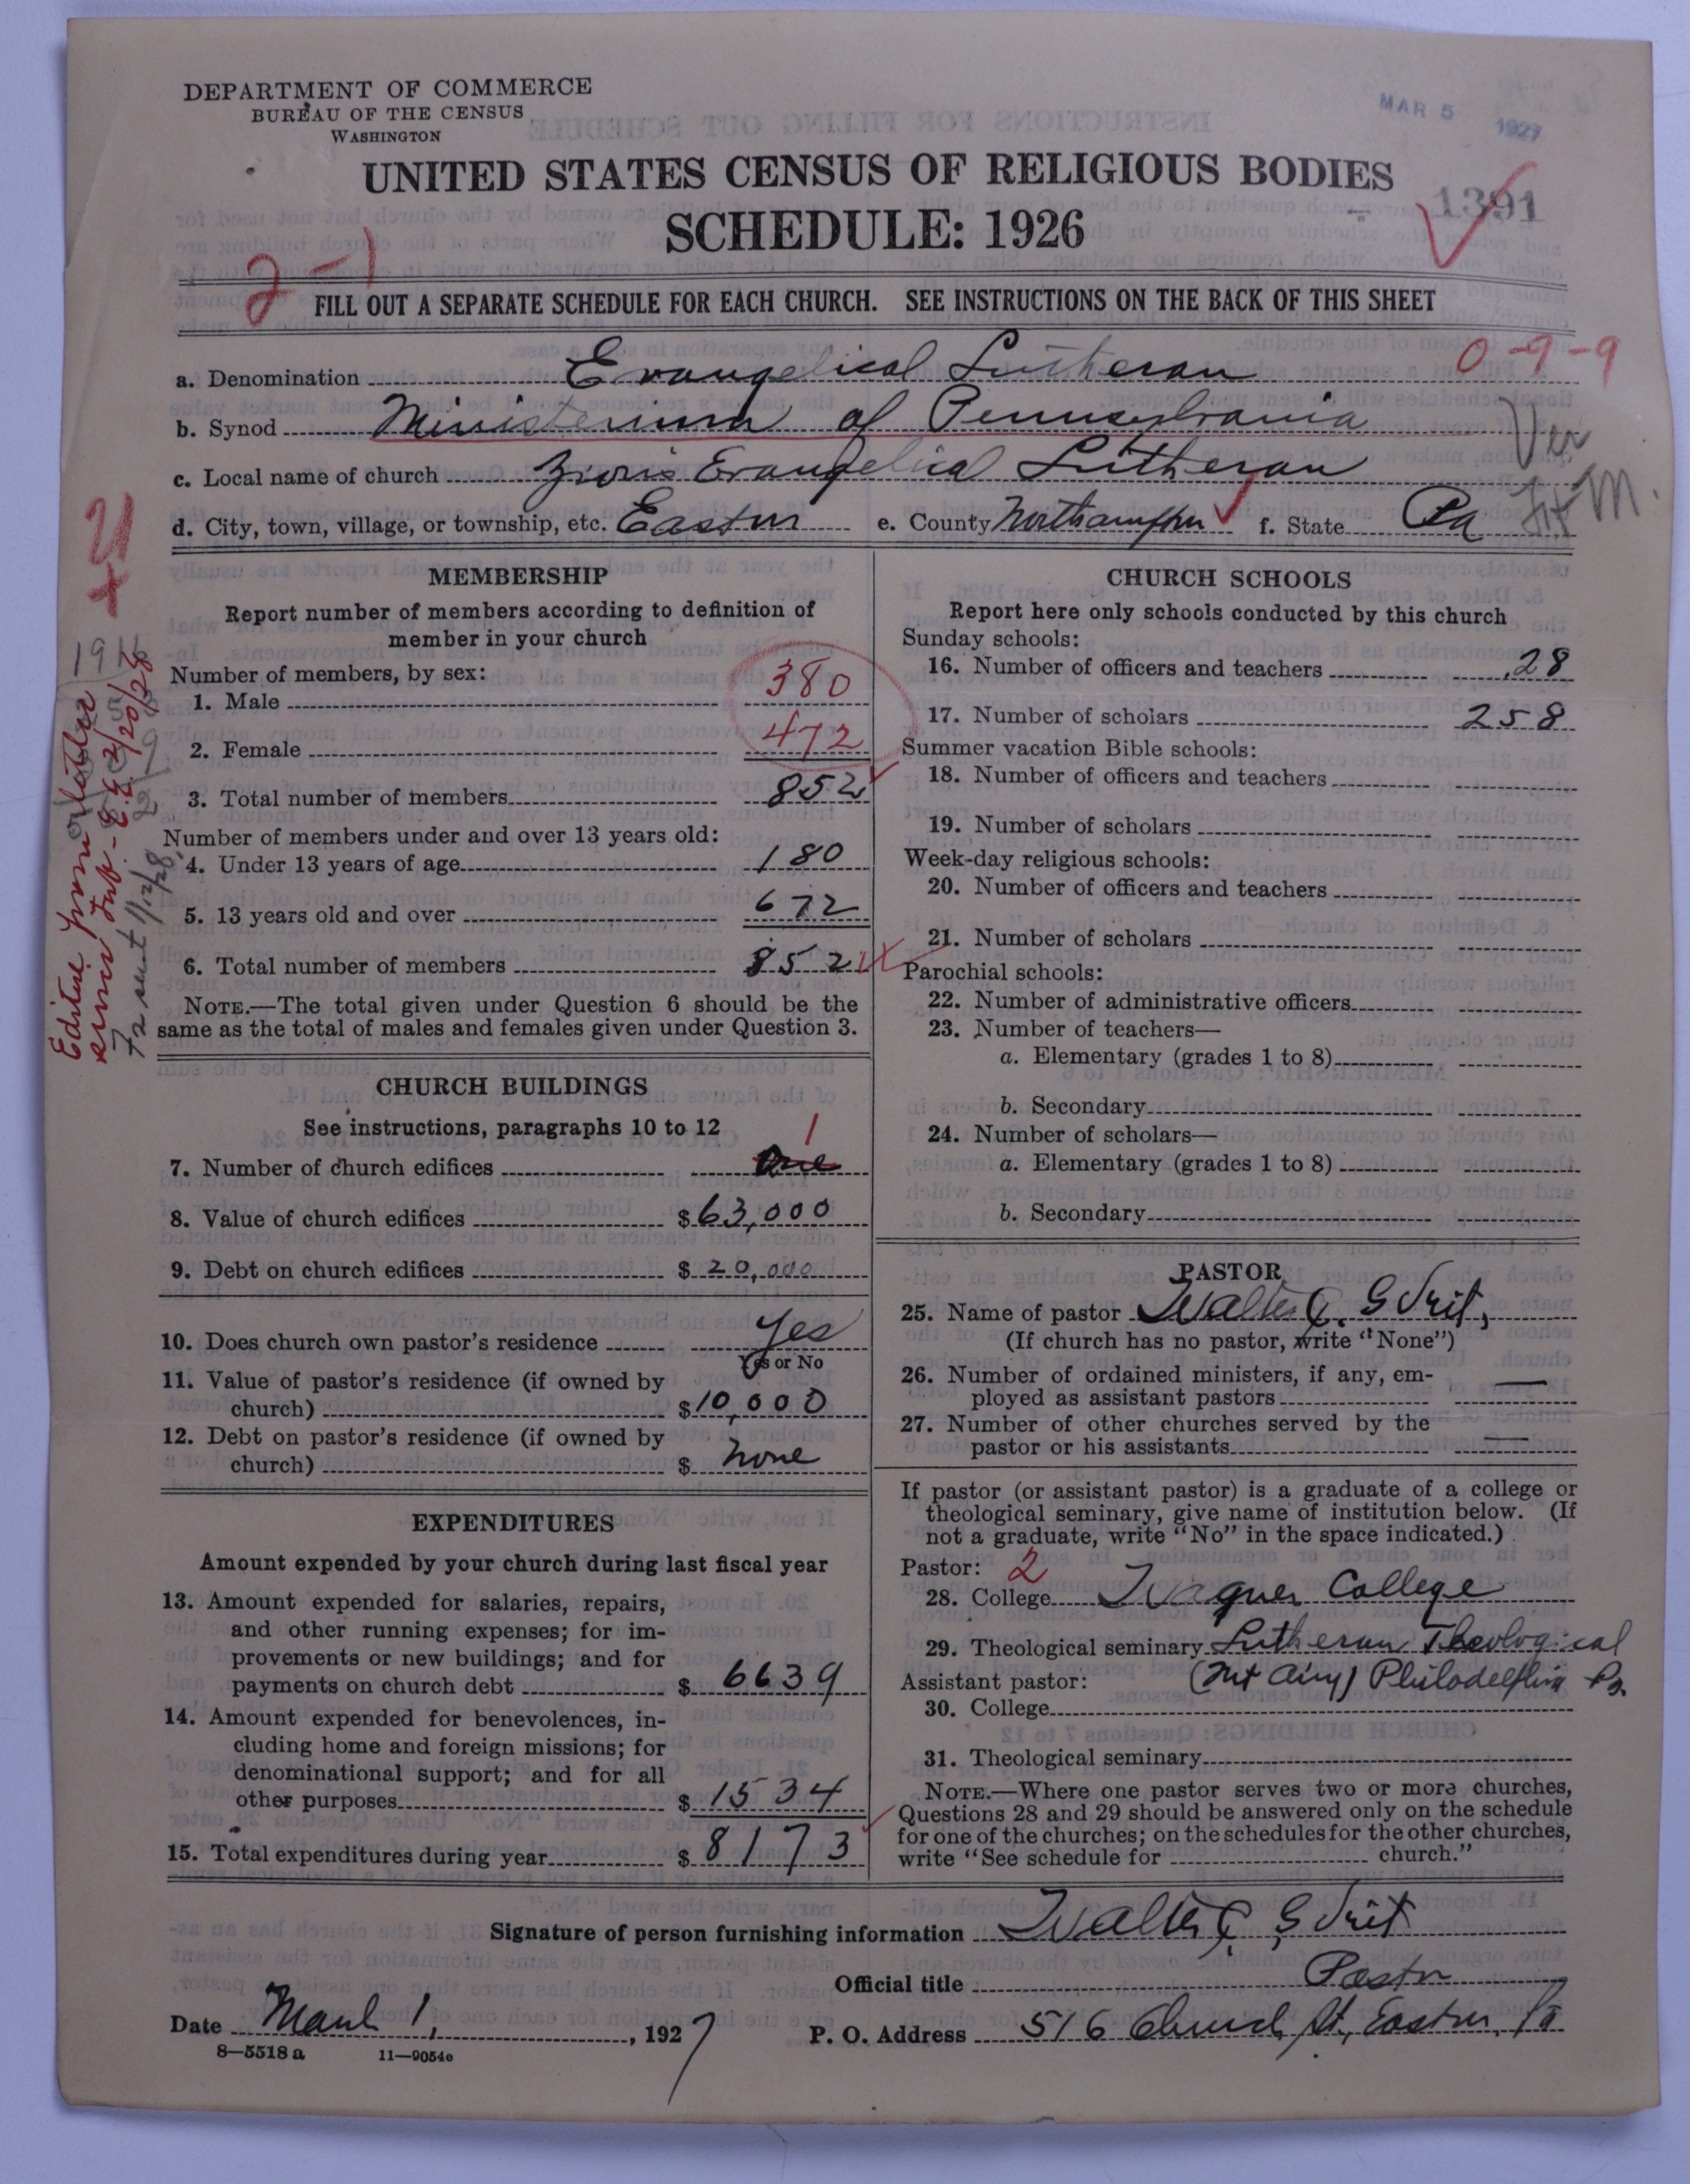 DEPARTMENT OF COMMERCE
BUREAU OF THE CENSUS
WASHINGTON
MAR 5 1927
UNITED STATES CENSUS OF RELIGIOUS BODIES
SCHEDULE: 1926
1391
2-1
FILL OUT A SEPARATE SCHEDULE FOR EACH CHURCH. SEE INSTRUCTIONS ON THE BACK OF THIS SHEET
a. Denomination Evangelical Lutheran 0-9-9
b. Synod Ministerium of Pennsylvania
Ver
c. Local name of church Zion's Evangelical Lutheran
d. City, town, village, or township, etc. Easton e. County Northampton f. State Pa
MEMBERSHIP
Report number of members according to definition of
member in your church
Number of members, by sex:
1. Male 380
2. Female 472
3. Total number of members 852
Number of members under and over 13 years old:
4. Under 13 years of age 180
5. 13 years old and over 672
6. Total number of members 852
NOTE.—The total given under Question 6 should be the
same as the total of males and females given under Question 3.
CHURCH BUILDINGS
See instructions, paragraphs 10 to 12
1
7. Number of church edifices One
8. Value of church edifices $63,000
9. Debt on church edifices $20,000
10. Does church own pastor's residence Yes
Yes or No
11. Value of pastor's residence (if owned by
church) $10,000
12. Debt on pastor's residence (if owned by
church) $ none
EXPENDITURES
Amount expended by your church during last fiscal year
13. Amount expended for salaries, repairs,
and other running expenses; for im-
provements or new buildings; and for
payments on church debt $ 6639
14. Amount expended for benevolences, in-
cluding home and foreign missions; for
denominational support; and for all
other purposes $ 1534
15. Total expenditures during year $ 8173
CHURCH SCHOOLS
Report here only schools conducted by this church
Sunday schools:
16. Number of officers and teachers 28
17. Number of scholars 258
Summer vacation Bible schools:
18. Number of officers and teachers
19. Number of scholars
Week-day religious schools:
20. Number of officers and teachers
21. Number of scholars
Parochial schools:
22. Number of administrative officers
23. Number of teachers—
a. Elementary (grades 1 to 8)
b. Secondary
24. Number of scholars—
a. Elementary (grades 1 to 8)
b. Secondary
PASTOR
25. Name of pastor Walter C. G. Veit,
(If church has no pastor, write "None")
26. Number of ordained ministers, if any, em-
ployed as assistant pastors —
27. Number of other churches served by the
pastor or his assistants —
If pastor (or assistant pastor) is a graduate of a college or
theological seminary, give name of institution below. (If
not a graduate, write "No" in the space indicated.)
Pastor: 2
28. College Wagner College
29. Theological seminary Lutheran Theological
Assistant pastor: (Mt Airy) Philadelphia Pa.
30. College
31. Theological seminary
NOTE.—Where one pastor serves two or more churches,
Questions 28 and 29 should be answered only on the schedule
for one of the churches; on the schedules for the other churches,
write "See schedule for church."
Signature of person furnishing information Walter C. G. Veit
Official title Pastor
Date March 1, 1927 P. O. Address 516 Church St., Easton, Pa
8—5518 a 11—9054c